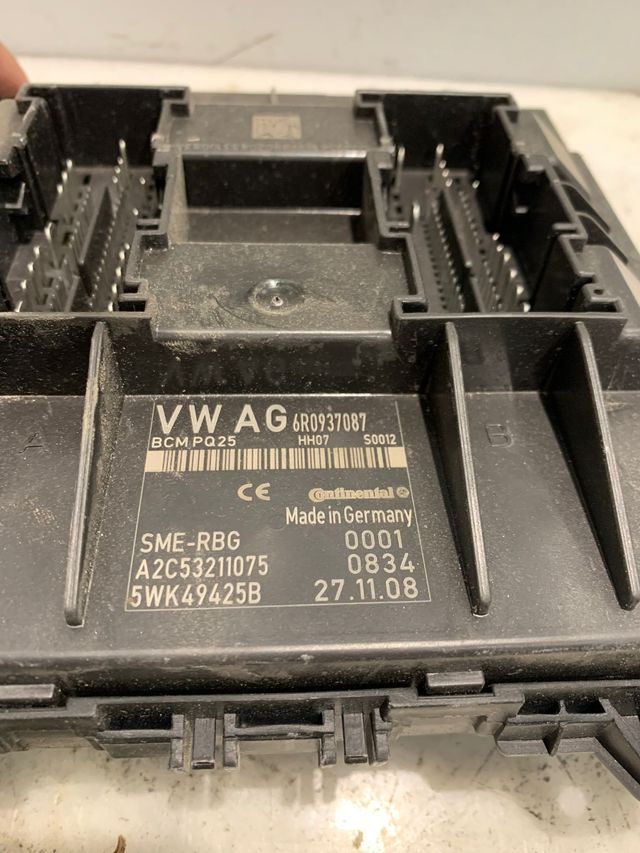 VW AG 6R0937087
BCM PQ25 HH07 S0012
CE Continental
Made in Germany
SME-RBG 0001
A2C53211075 0834
5WK49425B 27.11.08
A
B